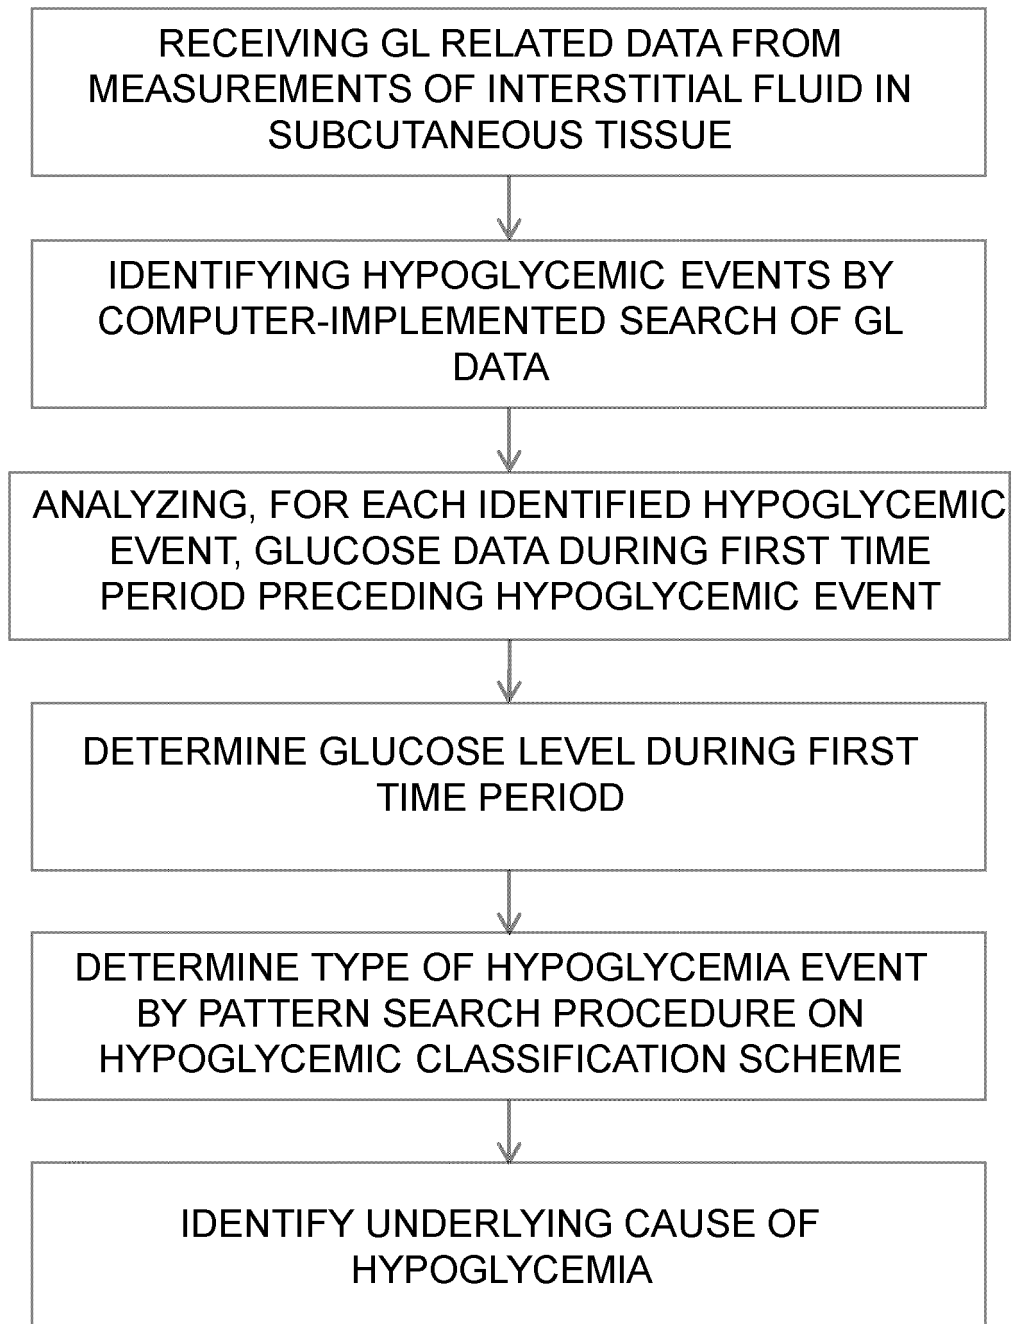 RECEIVING GL RELATED DATA FROM
MEASUREMENTS OF INTERSTITIAL FLUID IN
SUBCUTANEOUS TISSUE
IDENTIFYING HYPOGLYCEMIC EVENTS BY
COMPUTER-IMPLEMENTED SEARCH OF GL
DATA
ANALYZING, FOR EACH IDENTIFIED HYPOGLYCEMIC
EVENT, GLUCOSE DATA DURING FIRST TIME
PERIOD PRECEDING HYPOGLYCEMIC EVENT
DETERMINE GLUCOSE LEVEL DURING FIRST
TIME PERIOD
DETERMINE TYPE OF HYPOGLYCEMIA EVENT
BY PATTERN SEARCH PROCEDURE ON
HYPOGLYCEMIC CLASSIFICATION SCHEME
IDENTIFY UNDERLYING CAUSE OF
HYPOGLYCEMIA